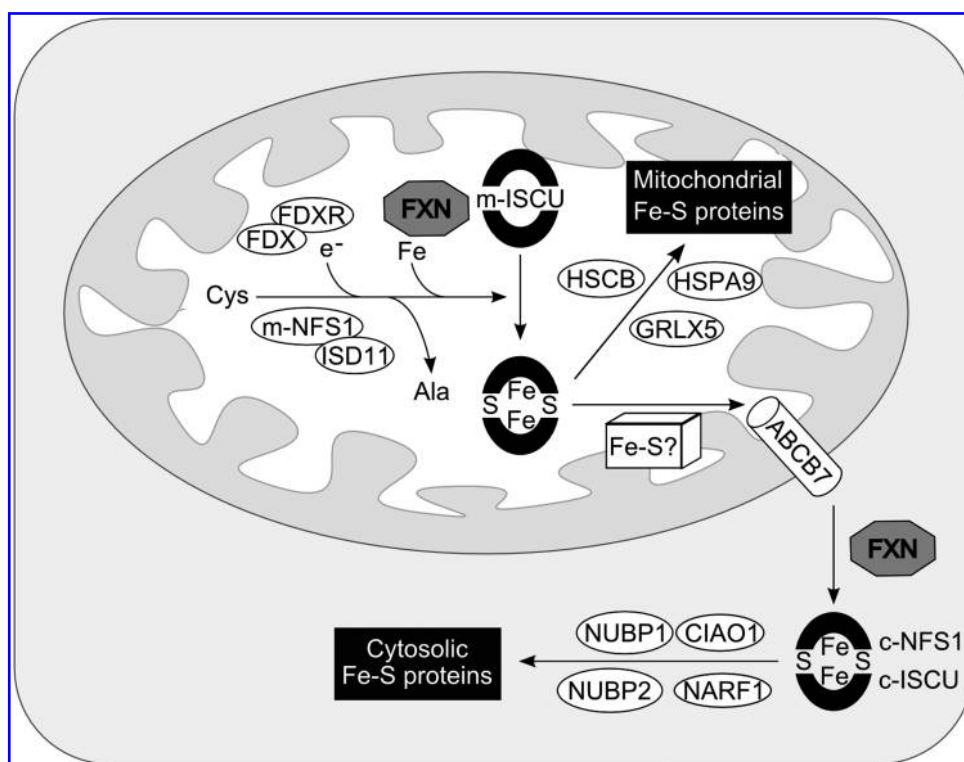 FXN
m-ISCU
Mitochondrial
Fe-S proteins
FDXR
FDX
e-
Fe
HSCB
HSPA9
Cys
m-NFS1
GRLX5
ISD11
Ala
Fe
S S
Fe
Fe-S?
ABCB7
FXN
NUBP1 CIAO1
Cytosolic
Fe-S proteins
NUBP2 NARF1
Fe
S S
Fe
c-NFS1
c-ISCU